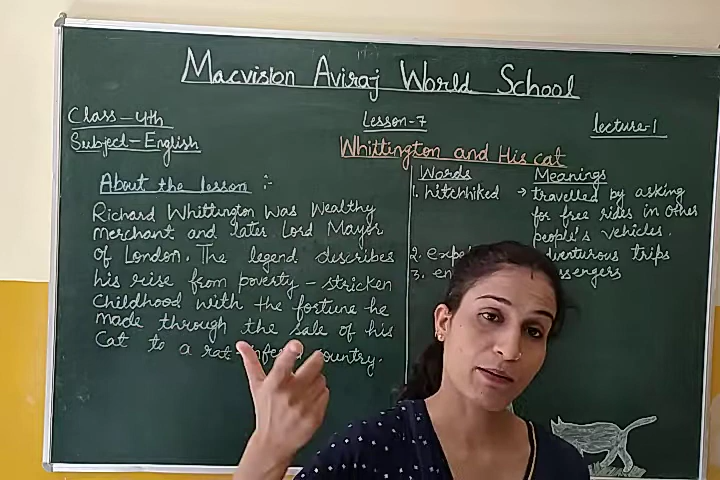 Macvision Aviraj World School
Class-4th
Lesson-7
Lecture-1
Subject-English
Whittington and His cat
About the lesson :-
Richard Whittington was wealthy
merchant and later Lord Mayor
of London. The legend describes
his rise from poverty-stricken
childhood with the fortune he
made through the sale of his
Cat to a rat country.
Words Meanings
1. hitchhiked → travelled by asking
for free rides in other
people's vehicles.
2. adventurous trips
3.